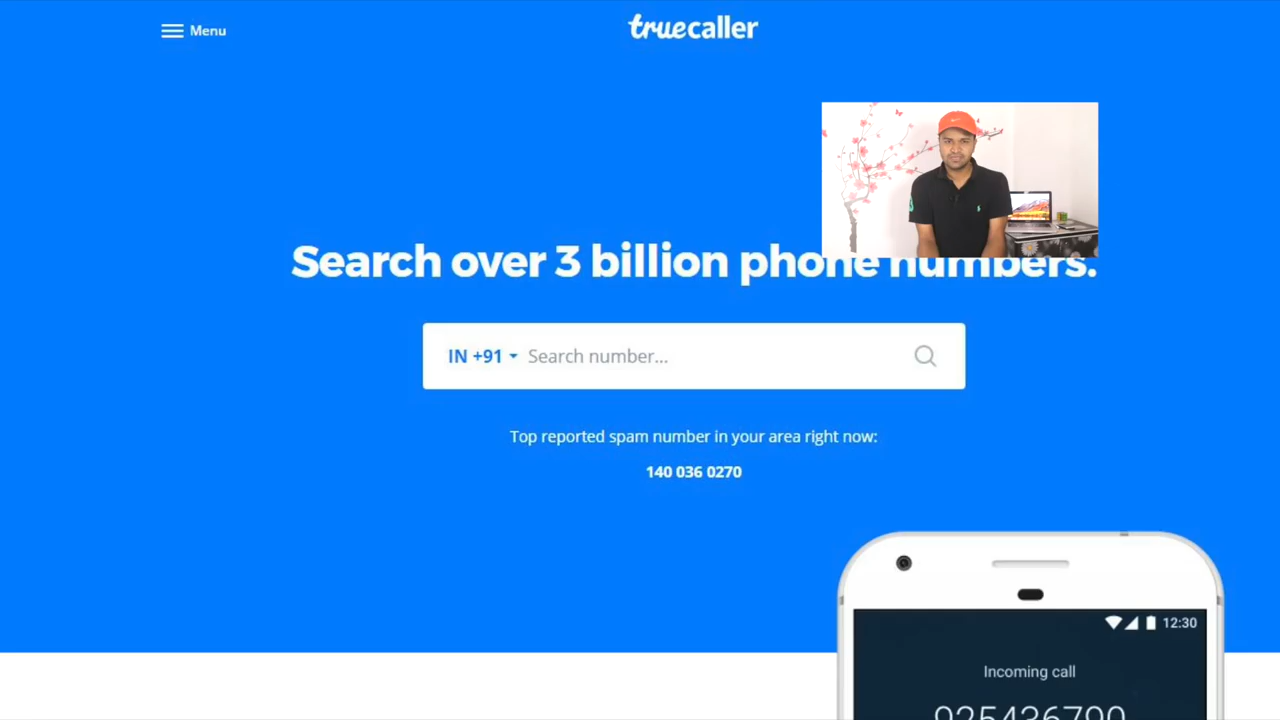 Menu
truecaller
Search over 3 billion phone numbers.
IN +91 Search number...
Top reported spam number in your area right now:
140 036 0270
12:30
Incoming call
925436790